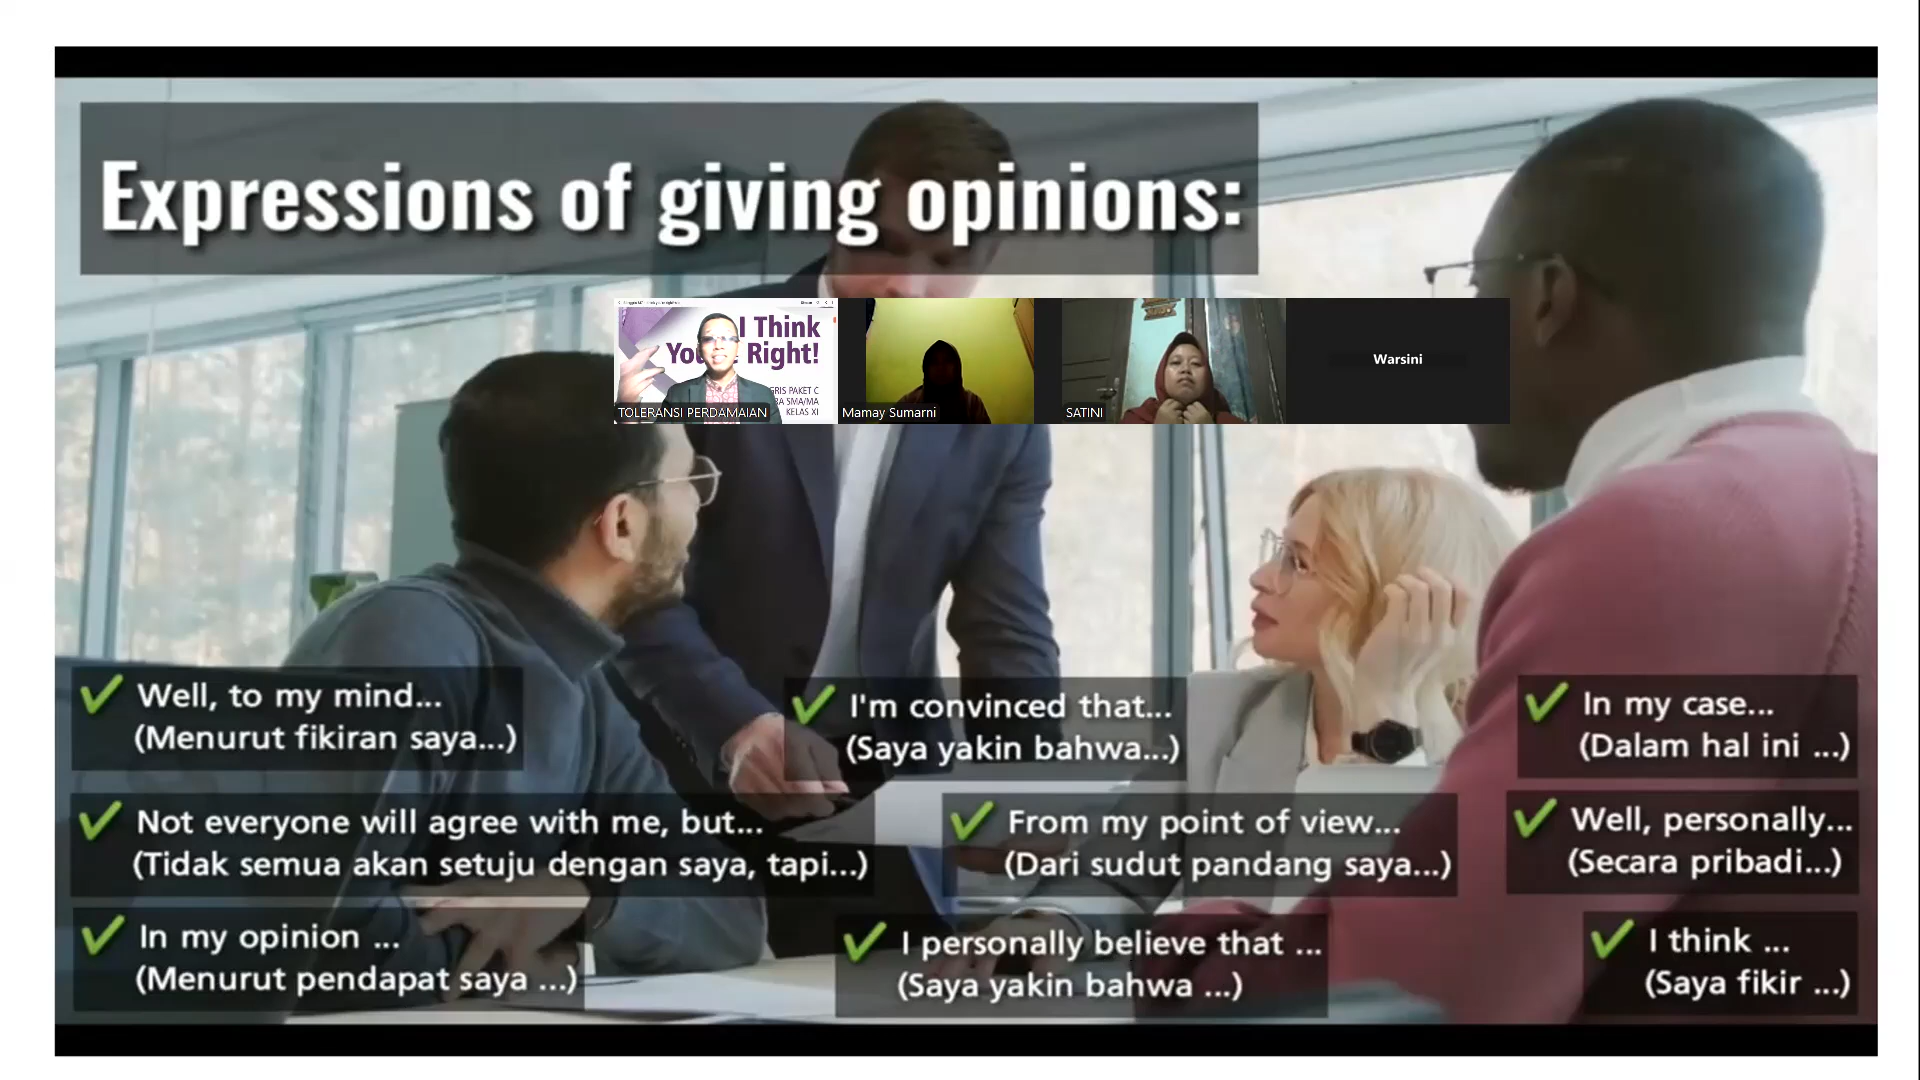 Expressions of giving opinions:
I Think
Right!
PAKET C
SMA/MA
KELAS XI
TOLERANSI PERDAMAIAN
Mamay Sumarni
SATINI
Warsini
Well, to my mind...
(Menurut fikiran saya...)
I'm convinced that...
(Saya yakin bahwa...)
In my case...
(Dalam hal ini ...)
Not everyone will agree with me, but...
(Tidak semua akan setuju dengan saya, tapi...)
From my point of view...
(Dari sudut pandang saya...)
Well, personally...
(Secara pribadi...)
In my opinion ...
(Menurut pendapat saya ...)
I personally believe that ...
(Saya yakin bahwa ...)
I think ...
(Saya fikir ...)